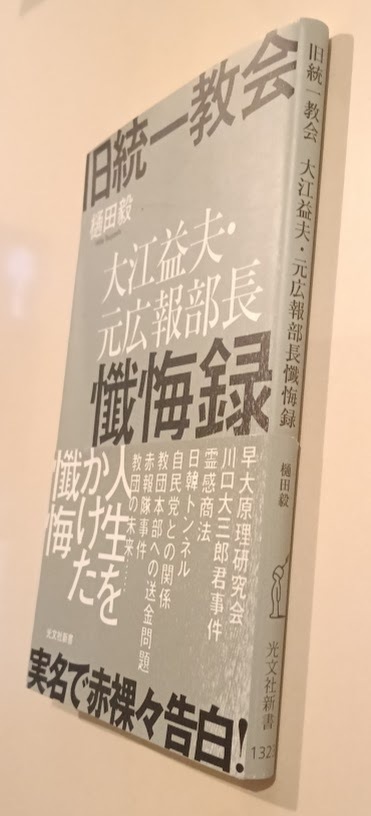 旧統一教会
樋田毅
大江益夫・
元広報部長
懺悔録
人生を
かけた
懺悔
早大原理研究会
川口大三郎君事件
霊感商法
日韓トンネル
自民党との関係
教団本部への送金問題
赤報隊事件
教団の未来……
光文社新書
実名で赤裸々告白!
旧統一教会 大江益夫・元広報部長懺悔録
樋田毅
光文社新書
132